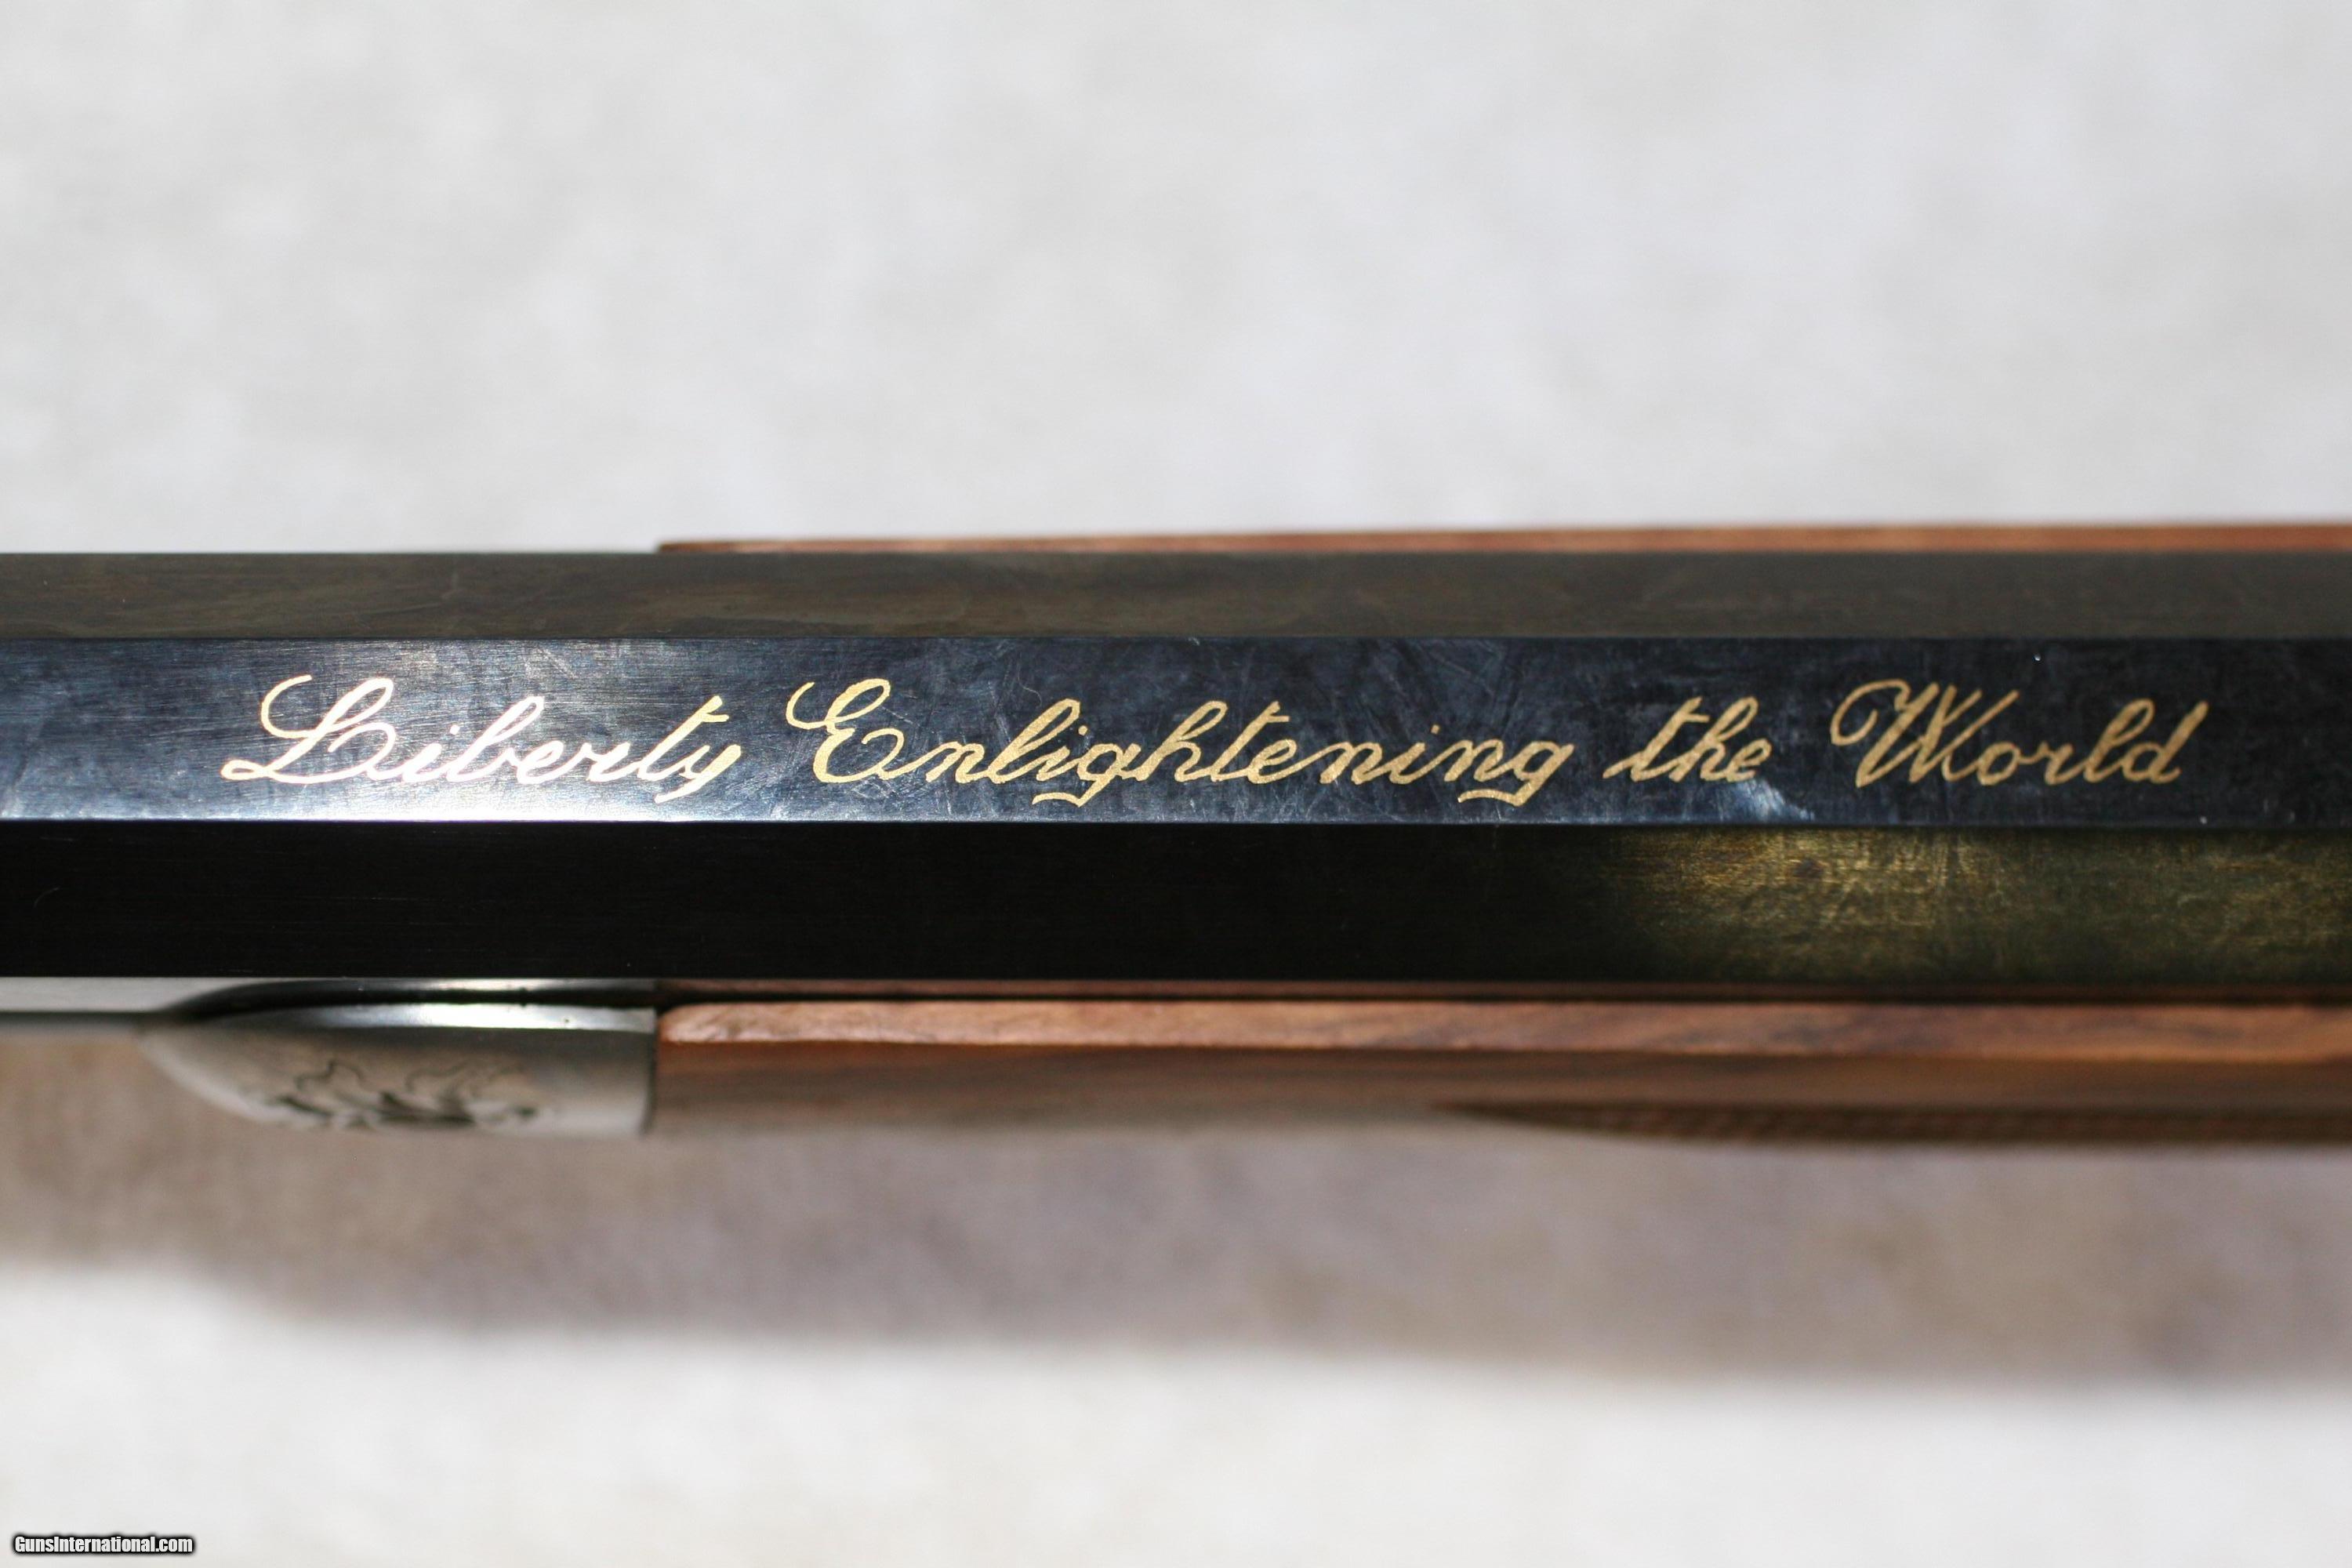 Liberty Enlightening the World
GunsInternational.com